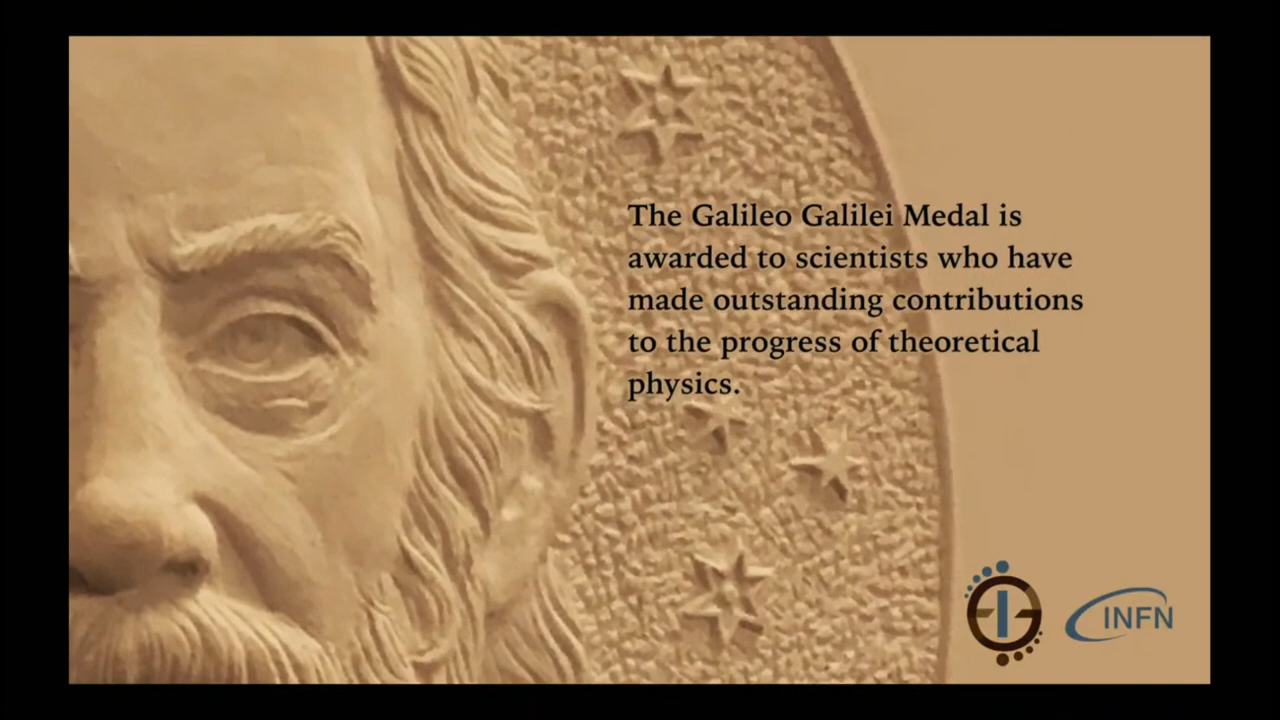 The Galileo Galilei Medal is
awarded to scientists who have
made outstanding contributions
to the progress of theoretical
physics.
INFN